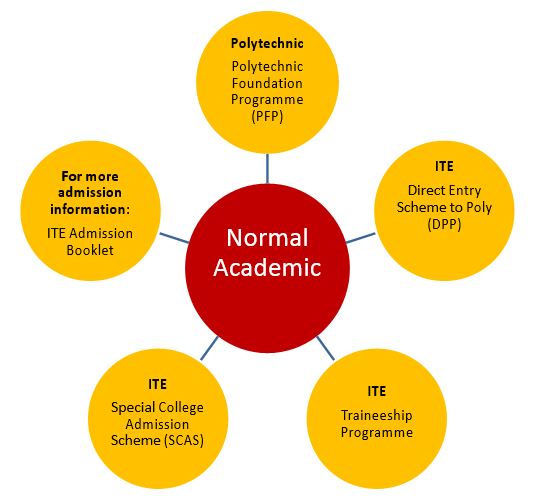 Polytechnic
Polytechnic
Foundation
Programme
(PFP)
ITE
Direct Entry
Scheme to Poly
(DPP)
ITE
Traineeship
Programme
ITE
Special College
Admission
Scheme (SCAS)
For more
admission
information:
ITE Admission
Booklet
Normal
Academic